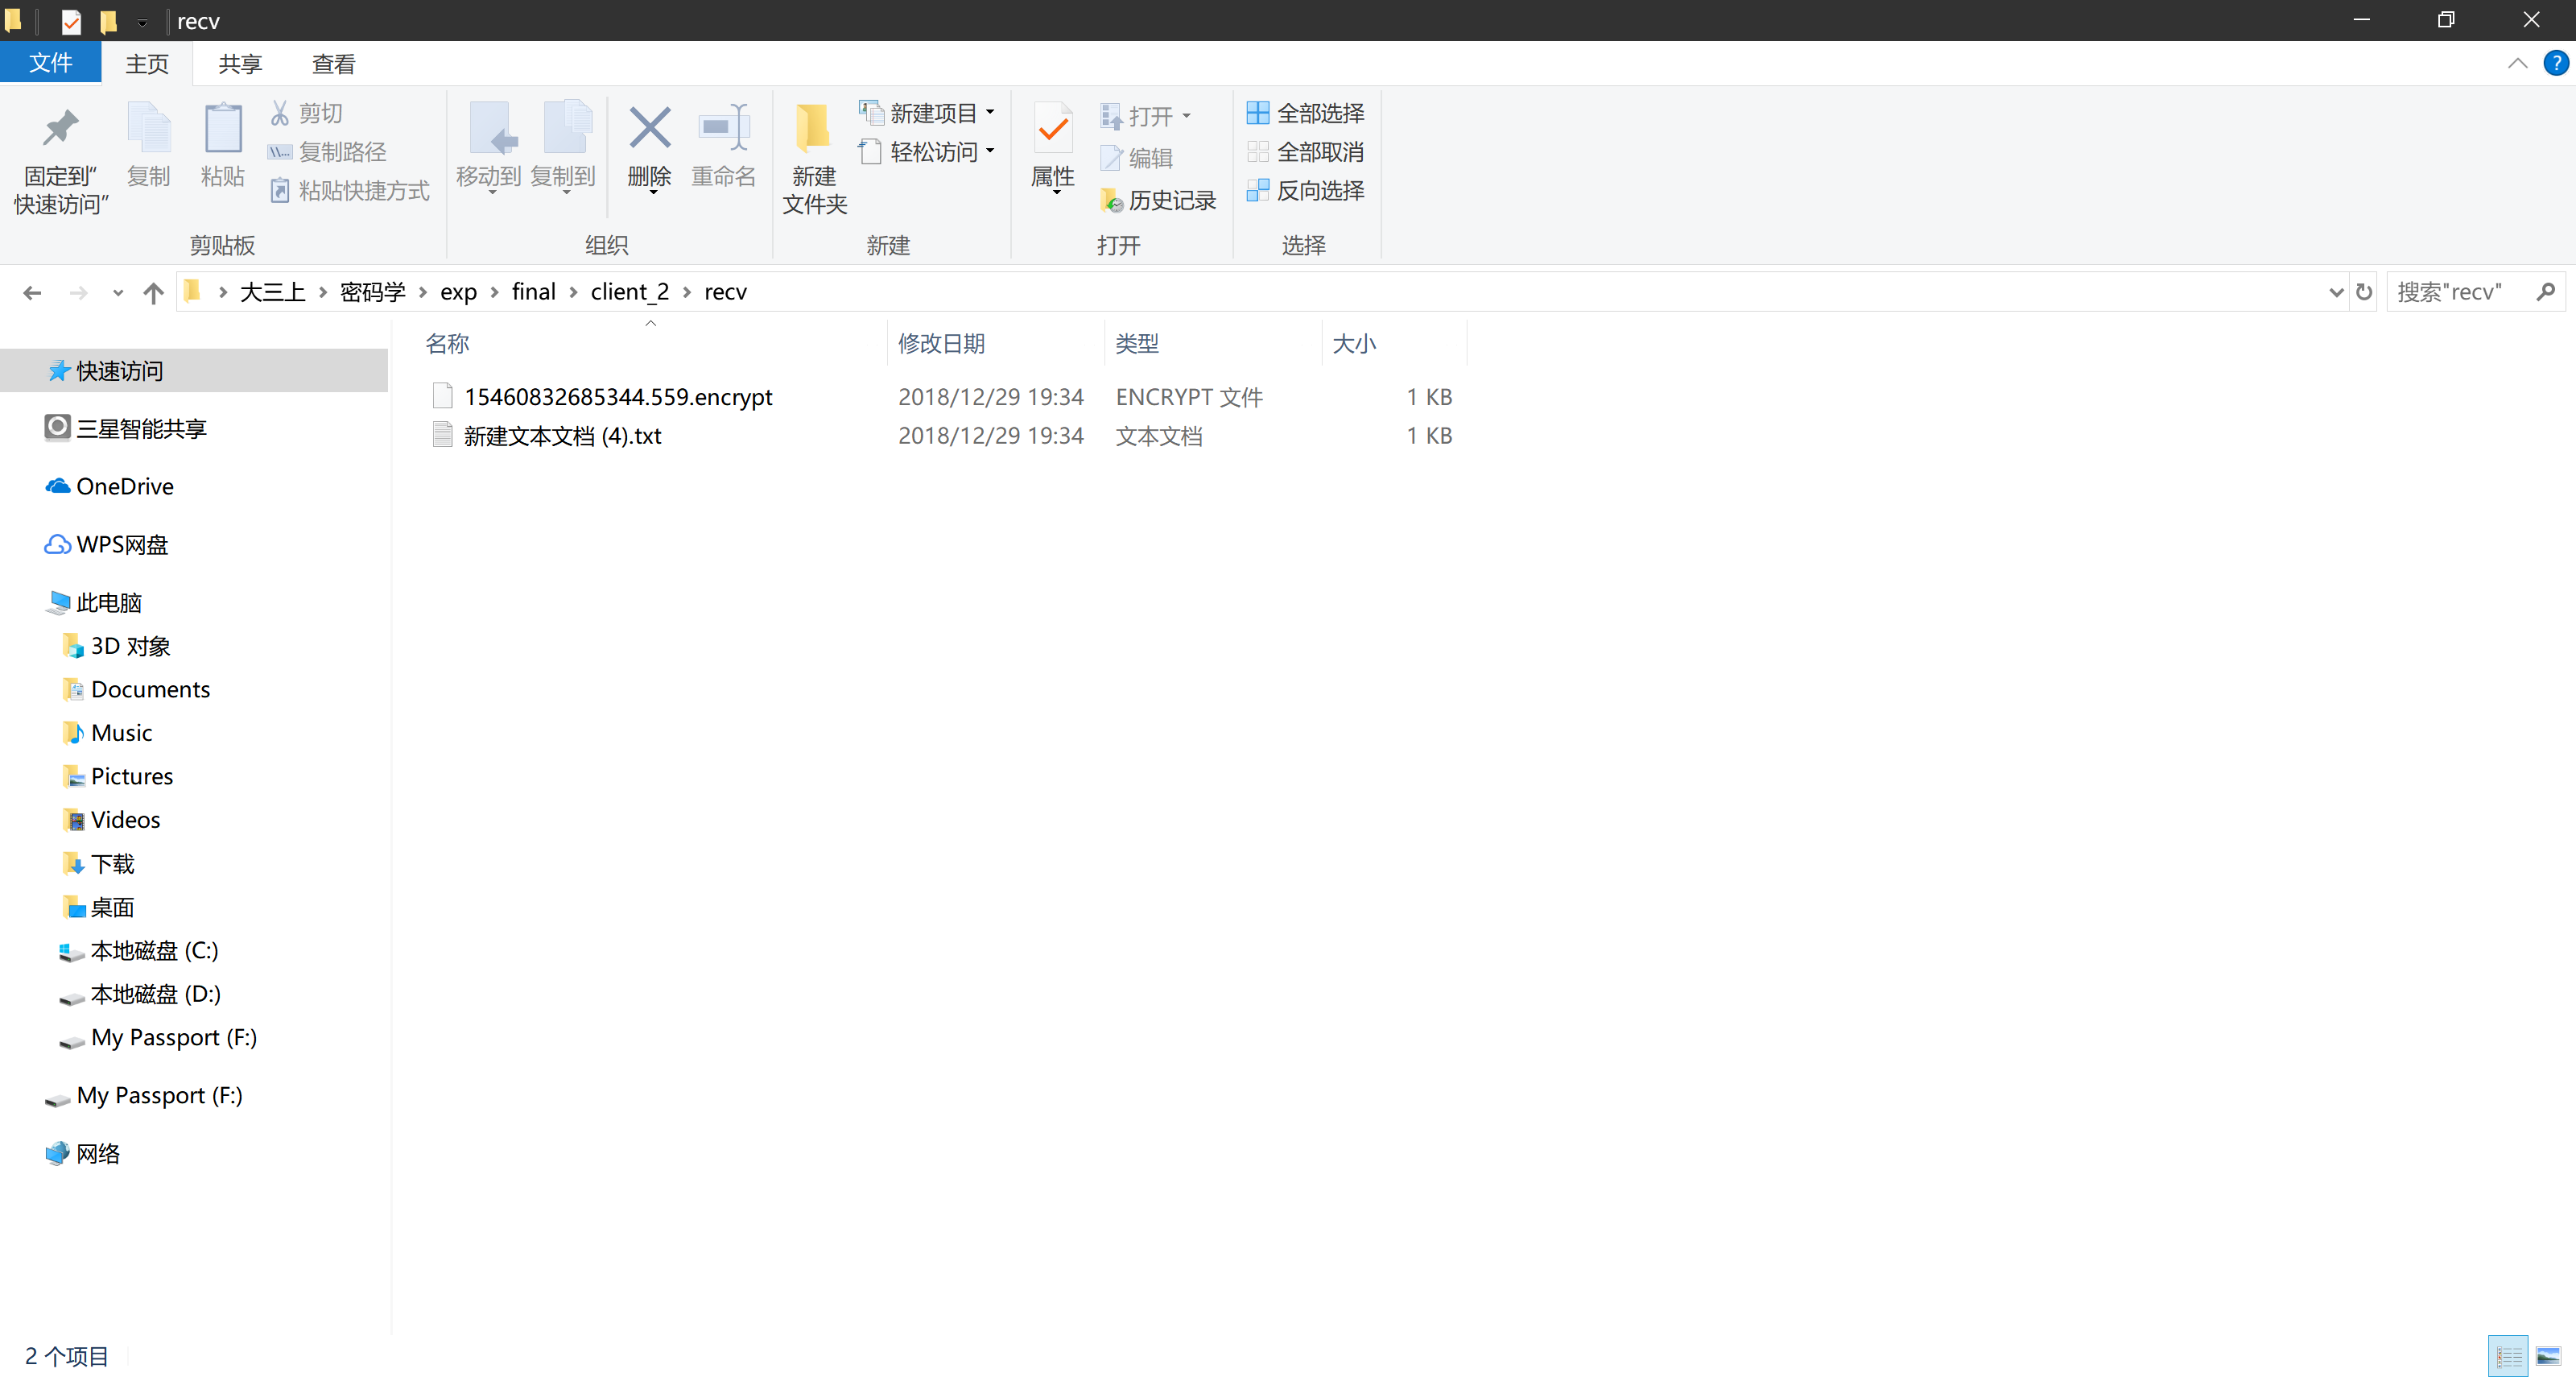 recv
文件 主页 共享 查看
固定到“快速访问” 复制 粘贴 剪切 复制路径 粘贴快捷方式
移动到 复制到 删除 重命名
新建文件夹 新建项目 轻松访问
属性 打开 编辑 历史记录
全部选择 全部取消 反向选择
剪贴板 组织 新建 打开 选择
大三上 密码学 exp final client_2 recv 搜索"recv"
名称 修改日期 类型 大小
15460832685344.559.encrypt 2018/12/29 19:34 ENCRYPT 文件 1 KB
新建文本文档 (4).txt 2018/12/29 19:34 文本文档 1 KB
快速访问
三星智能共享
OneDrive
WPS网盘
此电脑
3D 对象
Documents
Music
Pictures
Videos
下载
桌面
本地磁盘 (C:)
本地磁盘 (D:)
My Passport (F:)
My Passport (F:)
网络
2 个项目